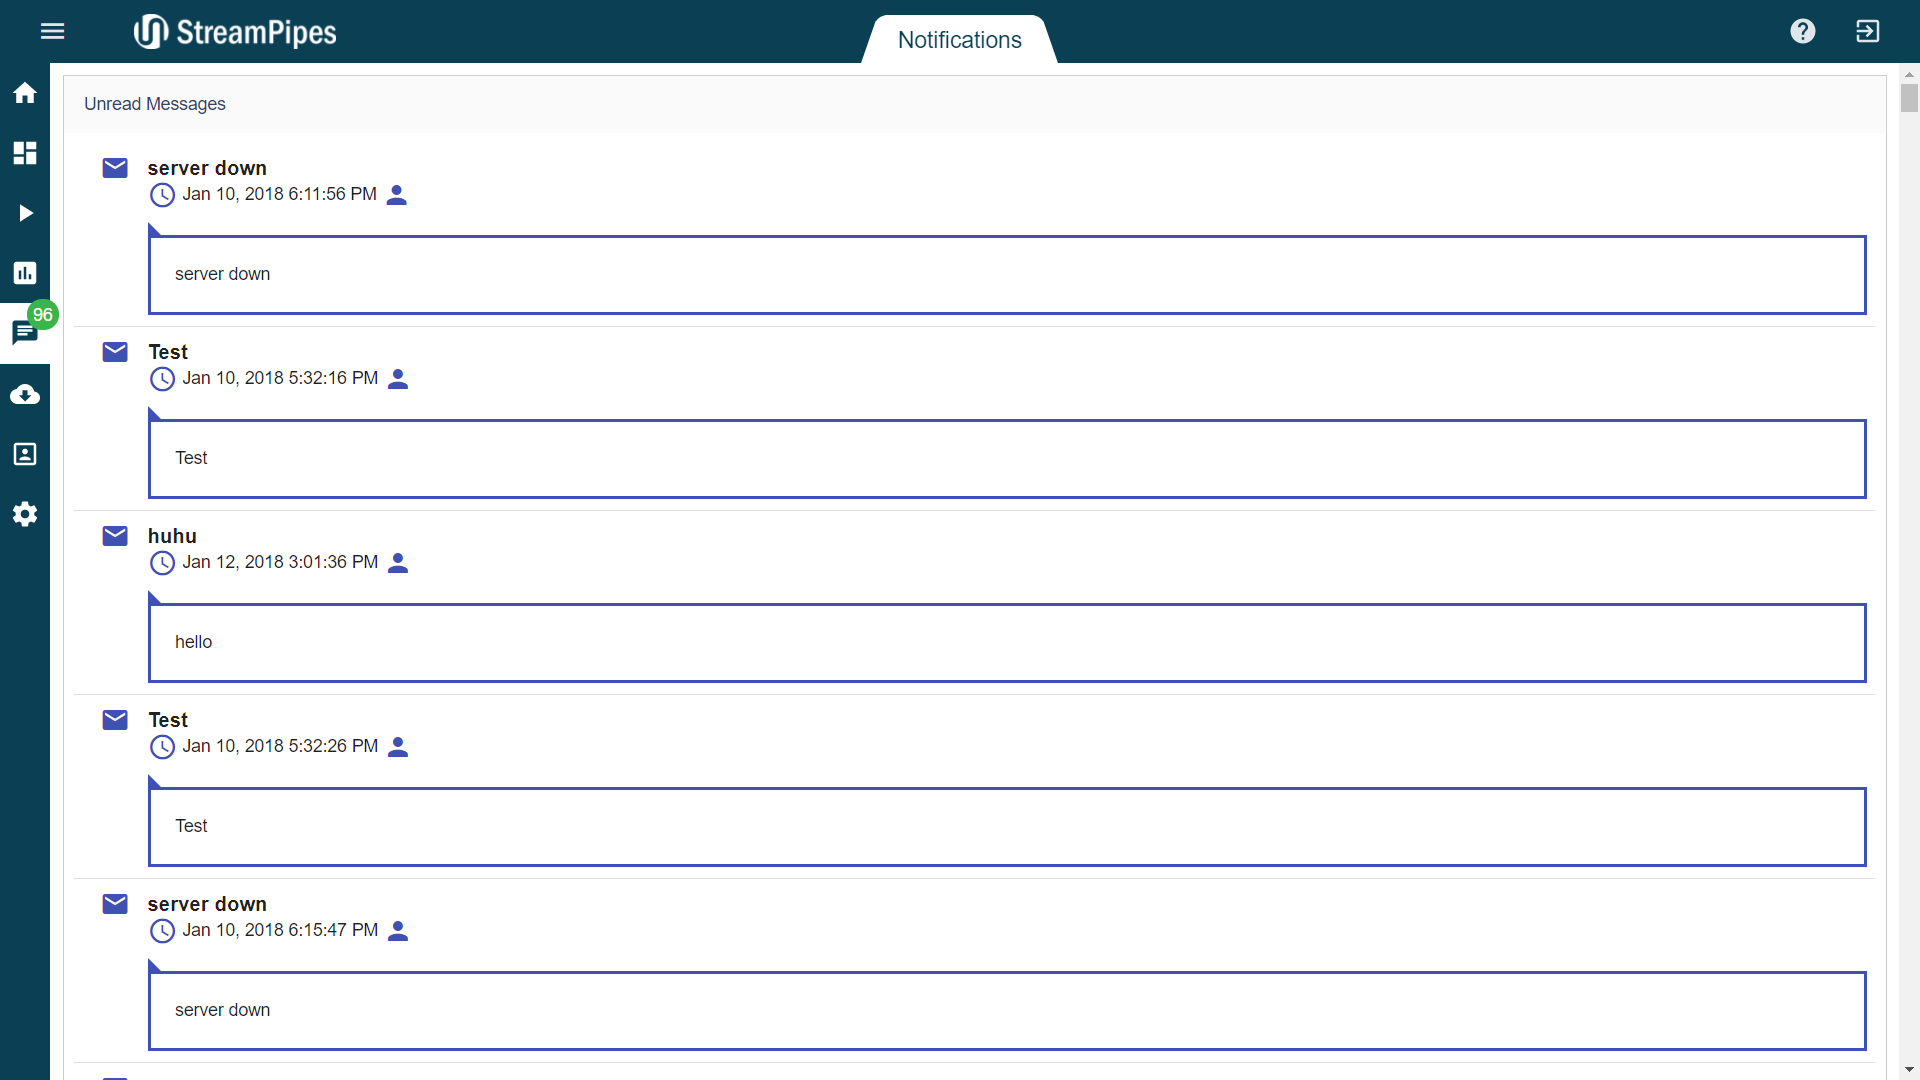 StreamPipes
Notifications
Unread Messages
server down
Jan 10, 2018 6:11:56 PM
server down
96
Test
Jan 10, 2018 5:32:16 PM
Test
huhu
Jan 12, 2018 3:01:36 PM
hello
Test
Jan 10, 2018 5:32:26 PM
Test
server down
Jan 10, 2018 6:15:47 PM
server down